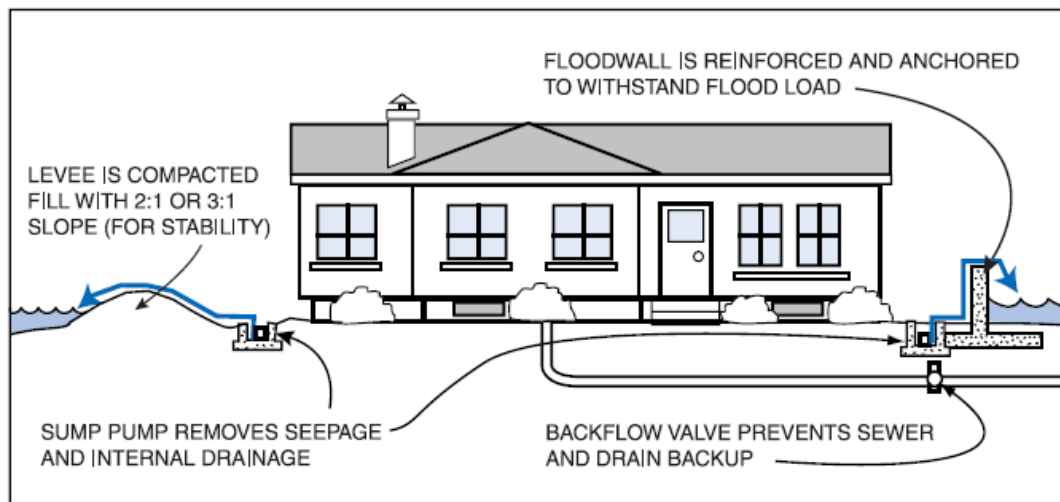 FLOODWALL IS REINFORCED AND ANCHORED
TO WITHSTAND FLOOD LOAD
LEVEE IS COMPACTED
FILL WITH 2:1 OR 3:1
SLOPE (FOR STABILITY)
SUMP PUMP REMOVES SEEPAGE
AND INTERNAL DRAINAGE
BACKFLOW VALVE PREVENTS SEWER
AND DRAIN BACKUP